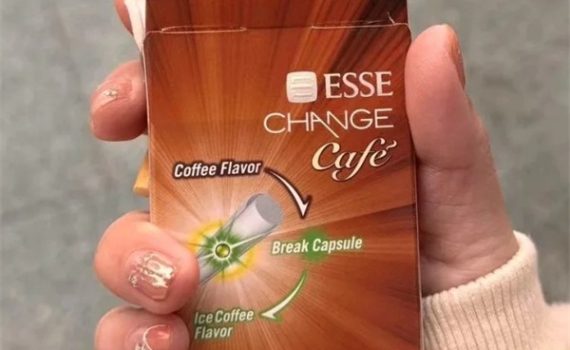 ESSE
CHANGE
Café
Coffee Flavor
Break Capsule
Ice Coffee
Flavor